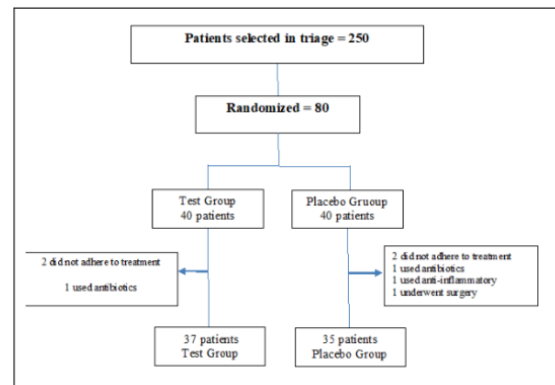 Patients selected in triage = 250
Randomized = 80
Test Group
40 patients
Placebo Gruoup
40 patients
2 did not adhere to treatment
1 used antibiotics
2 did not adhere to treatment
1 used antibiotics
1 used anti-inflammatory
1 underwent surgery
37 patients
Test Group
35 patients
Placebo Group